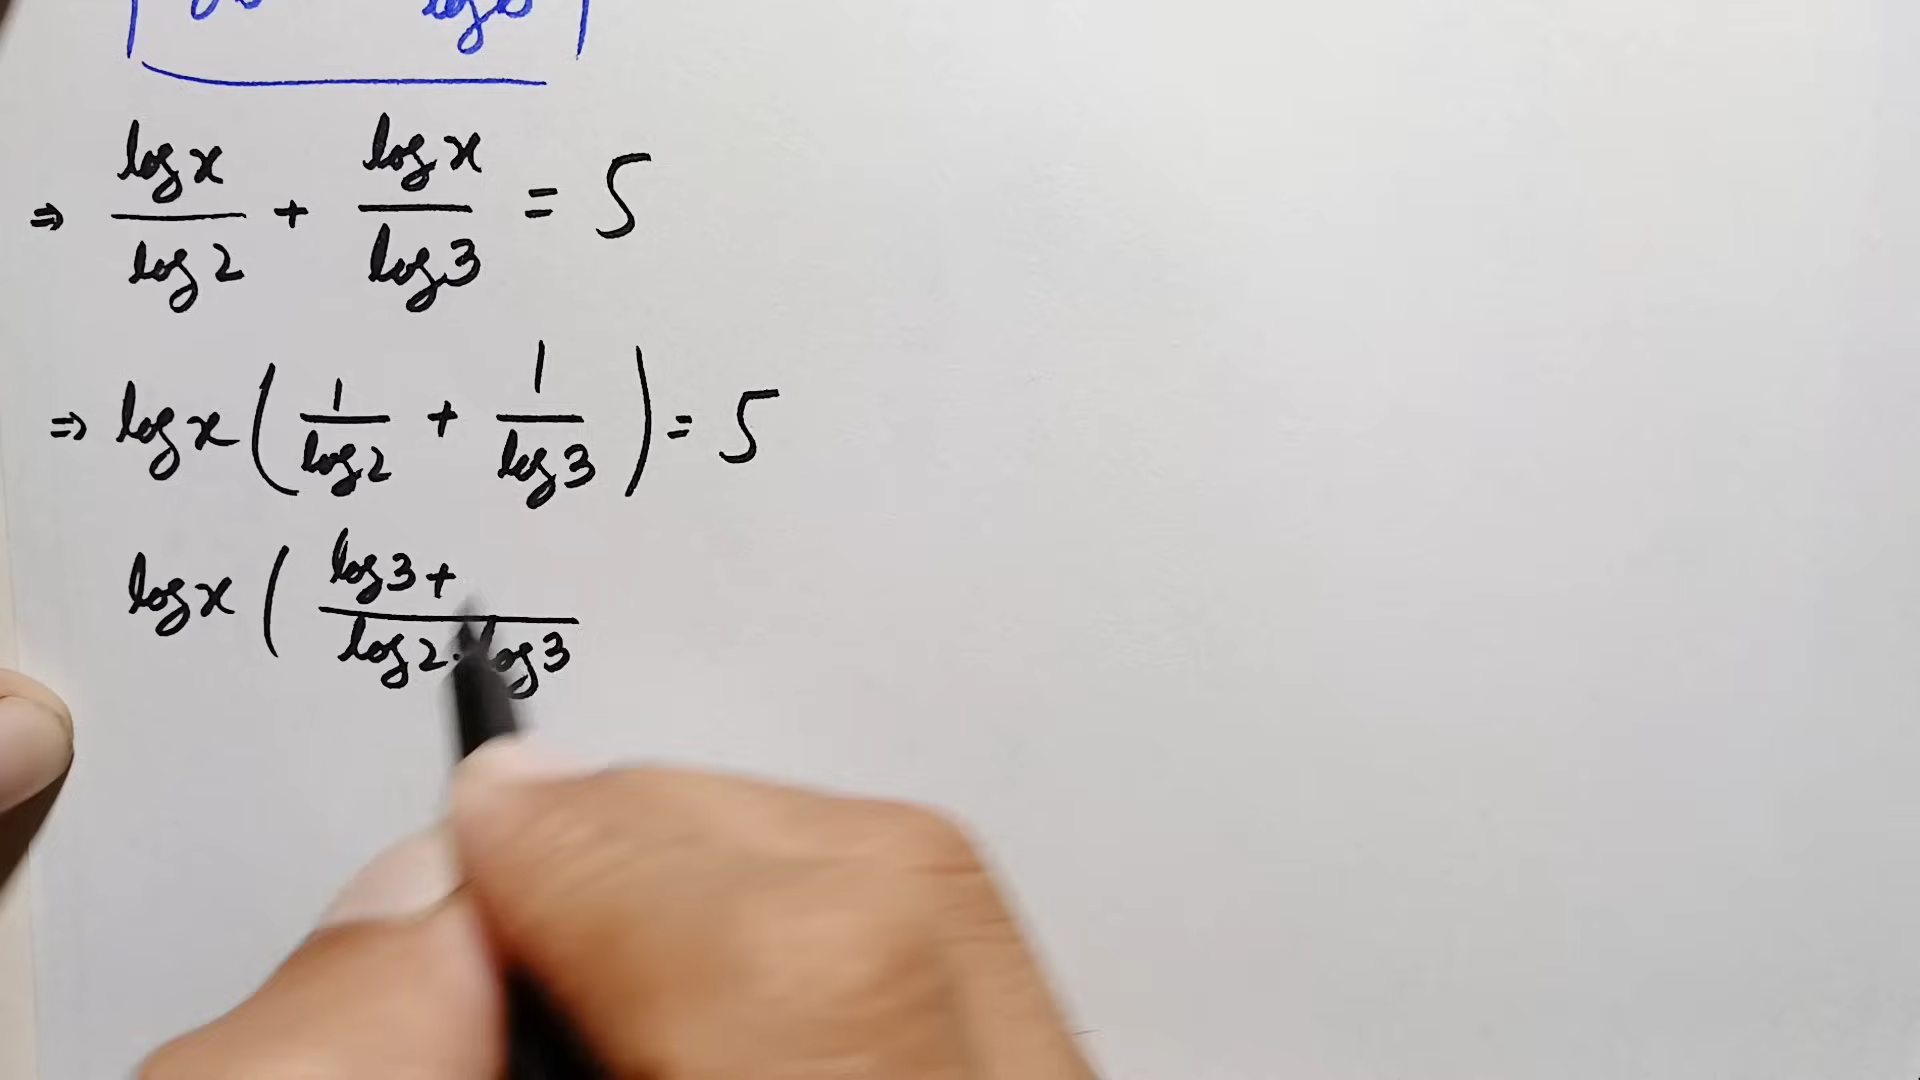 ⇒ log x / log 2 + log x / log 3 = 5
⇒ log x ( 1 / log 2 + 1 / log 3 ) = 5
log x ( log 3 + / log 2 · log 3